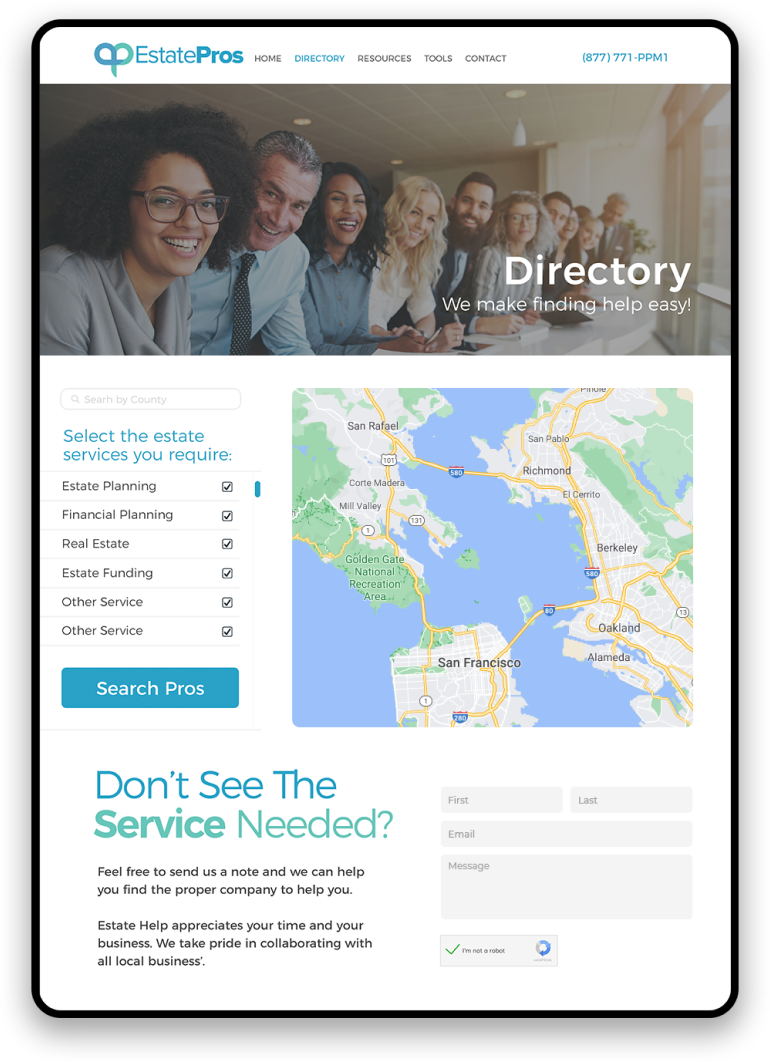 EstatePros
HOME DIRECTORY RESOURCES TOOLS CONTACT
(877) 771-PPM1
Directory
We make finding help easy!
Searh by County
Select the estate
services you require:
Estate Planning
Financial Planning
Real Estate
Estate Funding
Other Service
Other Service
Search Pros
Pinole
San Rafael
San Pablo
101
580
Richmond
Corte Madera
El Cerrito
Mill Valley
131
1
Berkeley
Golden Gate
National
Recreation
Area
580
80
13
Oakland
Alameda
San Francisco
1
280
Don't See The
Service Needed?
Feel free to send us a note and we can help
you find the proper company to help you.
Estate Help appreciates your time and your
business. We take pride in collaborating with
all local business'.
First
Last
Email
Message
I'm not a robot
reCAPTCHA